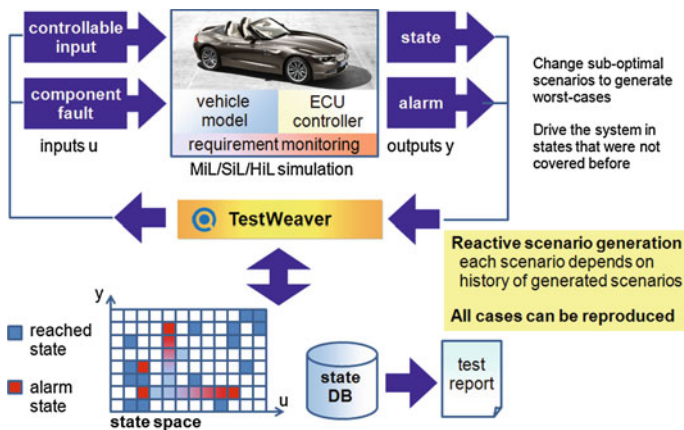 controllable
input
component
fault
inputs u
vehicle
model
ECU
controller
requirement monitoring
MiL/SiL/HiL simulation
state
alarm
outputs y
Change sub-optimal
scenarios to generate
worst-cases
Drive the system in
states that were not
covered before
TestWeaver
Reactive scenario generation
each scenario depends on
history of generated scenarios
All cases can be reproduced
y
reached
state
alarm
state
u
state space
state
DB
test
report